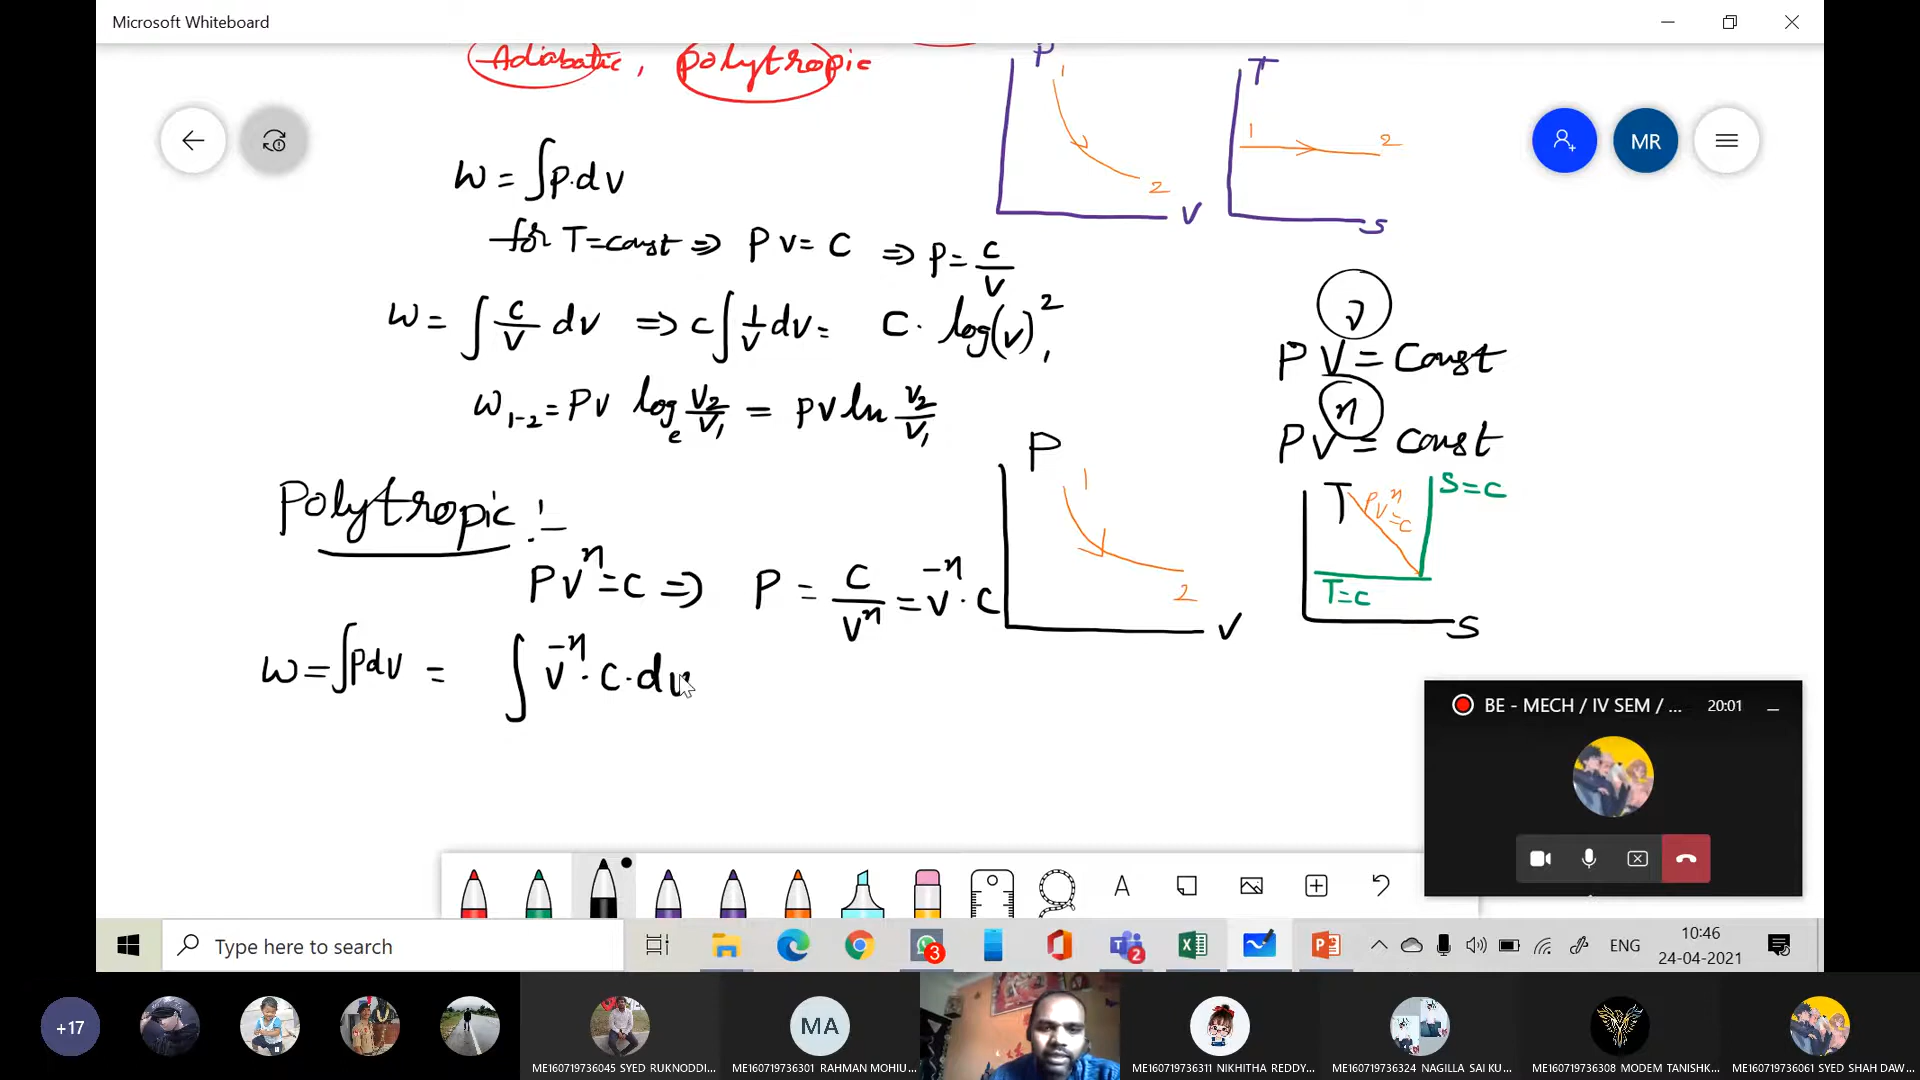 Microsoft Whiteboard
Adiabatic, polytropic
P
1
2
V
T
1
2
S
W = ∫P.dv
for T=const ⇒ PV= C ⇒ P= C/V
W = ∫ C/V dv ⇒ C∫ 1/V dv = C. log(v)²₁
W₁₋₂ = PV logₑ V₂/V₁ = PV ln V₂/V₁
γ
PV = Const
n
PV = Const
Polytropic :-
PVⁿ=C ⇒ P = C/Vⁿ = V⁻ⁿ. C
W = ∫Pdv = ∫ V⁻ⁿ. C. dv
P
1
2
V
T
PVⁿ=C
S=C
T=C
S
MR
BE - MECH / IV SEM / ... 20:01
A
Type here to search
3
2
ENG
10:46
24-04-2021
+17
MA
ME160719736045 SYED RUKNODDI...
ME160719736301 RAHMAN MOHIU...
ME160719736311 NIKHITHA REDDY...
ME160719736324 NAGILLA SAI KU...
ME160719736308 MODEM TANISHK...
ME160719736061 SYED SHAH DAW...